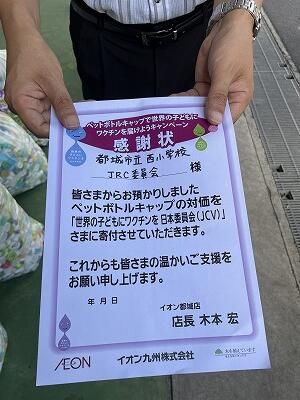 ペットボトルキャップで世界の子どもに
ワクチンを届けようキャンペーン
感謝状
都城市立 西小学校
JRC委員会 様
皆さまからお預かりしました
ペットボトルキャップの対価を
「世界の子どもにワクチンを 日本委員会(JCV)」
さまに寄付させていただきます。
これからも皆さまの温かいご支援を
お願い申し上げます。
年 月 日
イオン都城店
店長 木本 宏
AEON
イオン九州株式会社
木を植えています